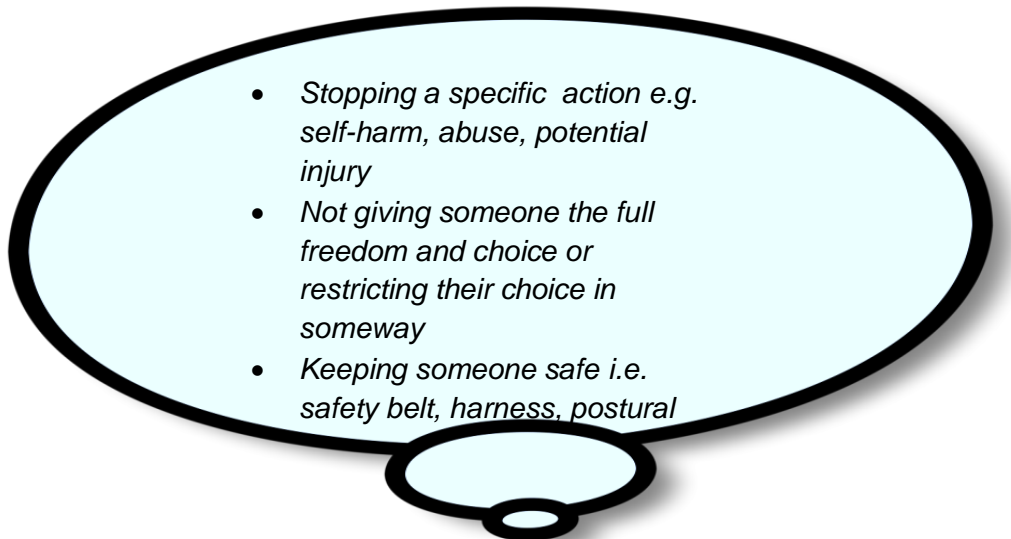 • Stopping a specific  action e.g.
self-harm, abuse, potential
injury
• Not giving someone the full
freedom and choice or
restricting their choice in
someway
• Keeping someone safe i.e.
safety belt, harness, postural